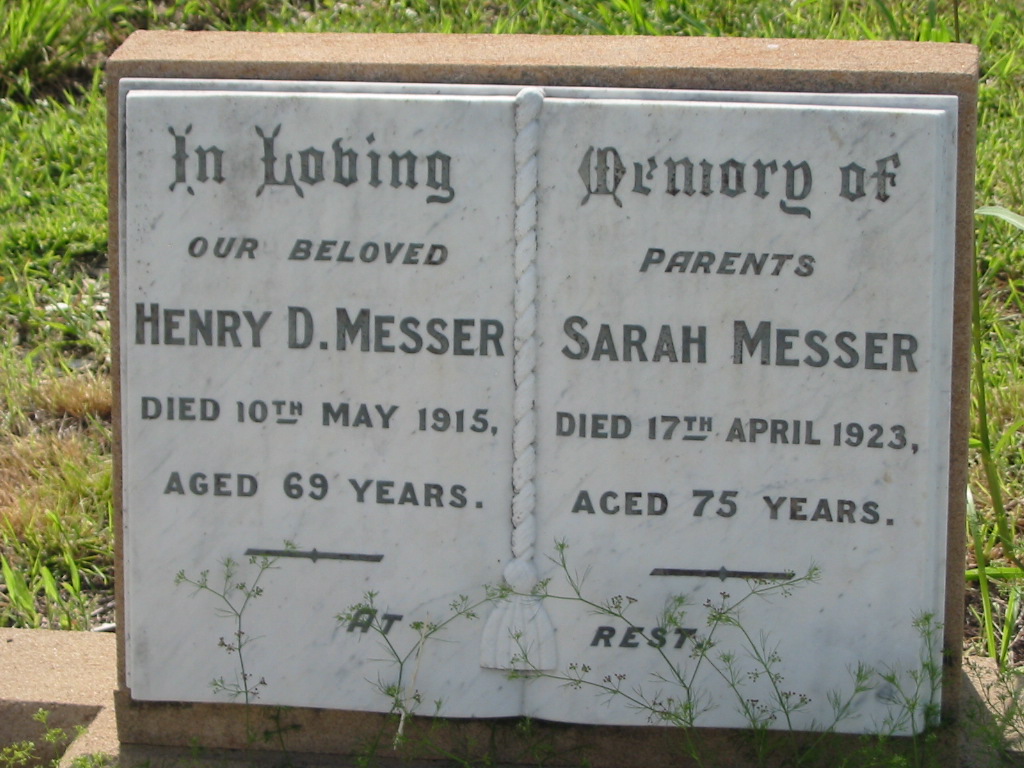 In Loving
OUR BELOVED
HENRY D. MESSER
DIED 10TH MAY 1915,
AGED 69 YEARS.
AT
Memory of
PARENTS
SARAH MESSER
DIED 17TH APRIL 1923,
AGED 75 YEARS.
REST